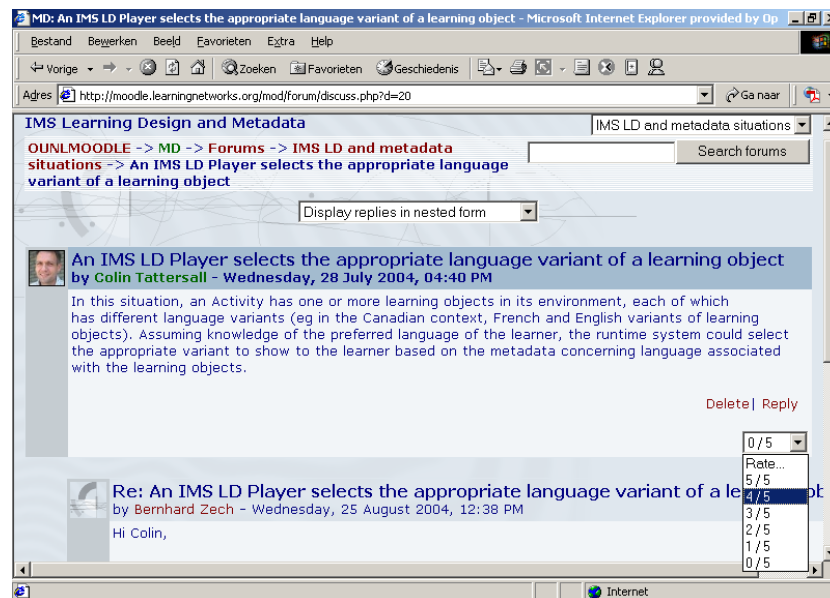 MD: An IMS LD Player selects the appropriate language variant of a learning object - Microsoft Internet Explorer provided by Op
Bestand Bewerken Beeld Favorieten Extra Help
Vorige Zoeken Favorieten Geschiedenis
Adres http://moodle.learningnetworks.org/mod/forum/discuss.php?d=20 Ga naar
IMS Learning Design and Metadata IMS LD and metadata situations
OUNLMOODLE -> MD -> Forums -> IMS LD and metadata
situations -> An IMS LD Player selects the appropriate language
variant of a learning object
Search forums
Display replies in nested form
An IMS LD Player selects the appropriate language variant of a learning object
by Colin Tattersall - Wednesday, 28 July 2004, 04:40 PM
In this situation, an Activity has one or more learning objects in its environment, each of which
has different language variants (eg in the Canadian context, French and English variants of learning
objects). Assuming knowledge of the preferred language of the learner, the runtime system could select
the appropriate variant to show to the learner based on the metadata concerning language associated
with the learning objects.
Delete| Reply
0/5
Rate...
5/5
4/5
3/5
2/5
1/5
0/5
Re: An IMS LD Player selects the appropriate language variant of a le
by Bernhard Zech - Wednesday, 25 August 2004, 12:38 PM
Hi Colin,
Internet